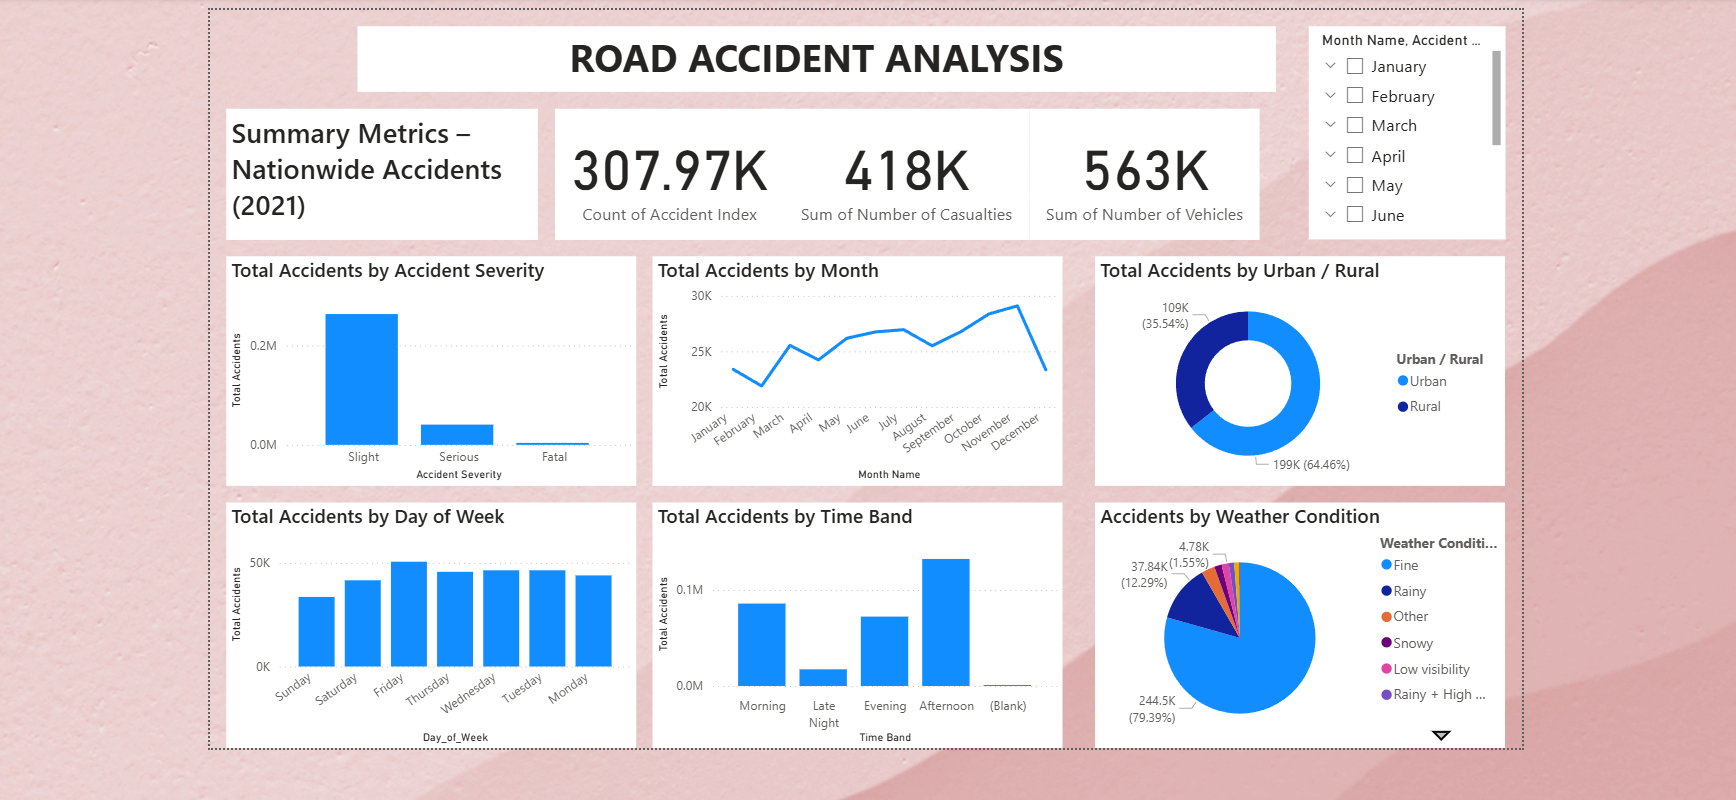 ROAD ACCIDENT ANALYSIS
Month Name, Accident ...
January
February
March
April
May
June
Summary Metrics –
Nationwide Accidents
(2021)
307.97K
Count of Accident Index
418K
Sum of Number of Casualties
563K
Sum of Number of Vehicles
Total Accidents by Accident Severity
Total Accidents
0.2M
0.0M
Slight
Serious
Fatal
Accident Severity
Total Accidents by Month
Total Accidents
30K
25K
20K
January
February
March
April
May
June
July
August
September
October
November
December
Month Name
Total Accidents by Urban / Rural
109K
(35.54%)
199K (64.46%)
Urban / Rural
Urban
Rural
Total Accidents by Day of Week
Total Accidents
50K
0K
Sunday
Saturday
Friday
Thursday
Wednesday
Tuesday
Monday
Day_of_Week
Total Accidents by Time Band
Total Accidents
0.1M
0.0M
Morning
Late
Night
Evening
Afternoon
(Blank)
Time Band
Accidents by Weather Condition
4.78K
(1.55%)
37.84K
(12.29%)
244.5K
(79.39%)
Weather Conditi...
Fine
Rainy
Other
Snowy
Low visibility
Rainy + High ...